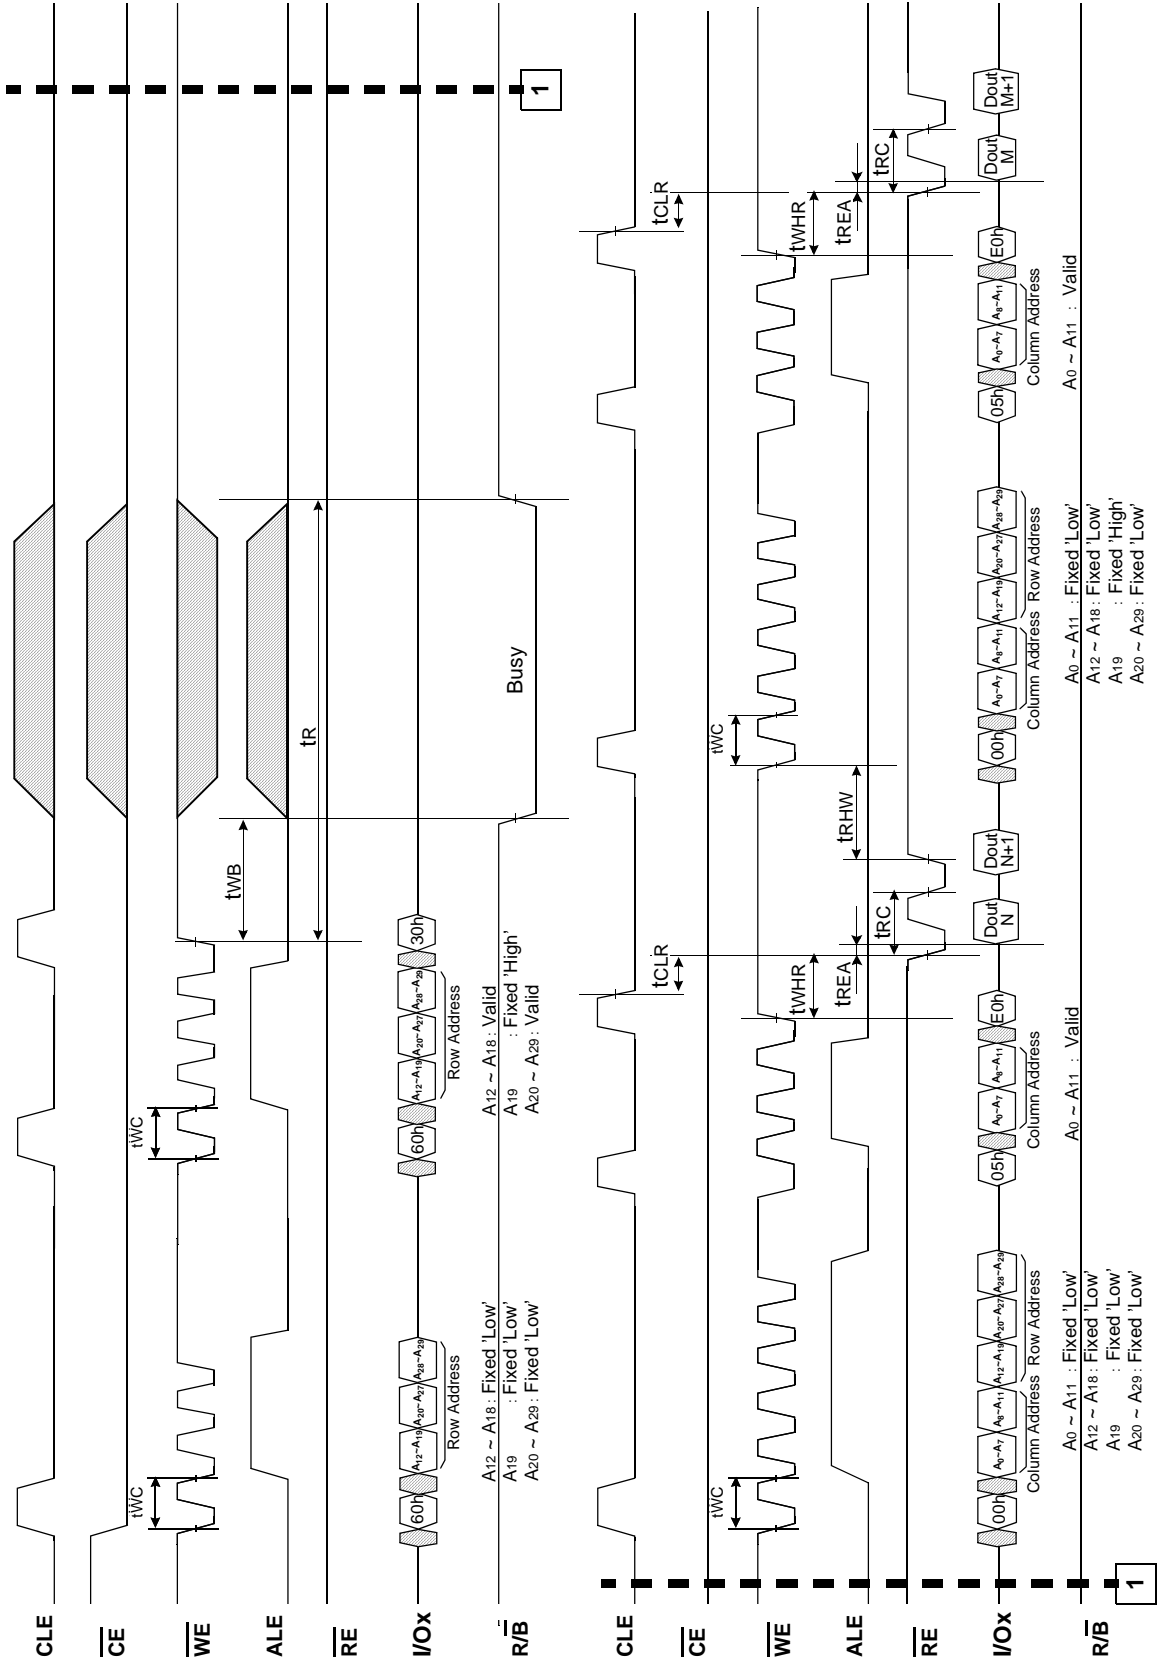 CLE
CE
WE
ALE
RE
I/Ox
R/B
tWC
tWC
tWB
tR
Busy
60h
A12~A19
A20~A27
A28~A29
Row Address
A12 ~ A18 : Fixed 'Low'
A19 : Fixed 'Low'
A20 ~ A29 : Fixed 'Low'
60h
A12~A19
A20~A27
A28~A29
30h
Row Address
A12 ~ A18 : Valid
A19 : Fixed 'High'
A20 ~ A29 : Valid
1
CLE
CE
WE
ALE
RE
I/Ox
R/B
1
tWC
tCLR
tWHR
tREA
tRC
tRHW
tWC
tCLR
tWHR
tREA
tRC
00h
A0~A7
A8~A11
A12~A19
A20~A27
A28~A29
Column Address
Row Address
A0 ~ A11 : Fixed 'Low'
A12 ~ A18 : Fixed 'Low'
A19 : Fixed 'Low'
A20 ~ A29 : Fixed 'Low'
05h
A0~A7
A8~A11
E0h
Column Address
A0 ~ A11 : Valid
Dout
N
Dout
N+1
00h
A0~A7
A8~A11
A12~A19
A20~A27
A28~A29
Column Address
Row Address
A0 ~ A11 : Fixed 'Low'
A12 ~ A18 : Fixed 'Low'
A19 : Fixed 'High'
A20 ~ A29 : Fixed 'Low'
05h
A0~A7
A8~A11
E0h
Column Address
A0 ~ A11 : Valid
Dout
M
Dout
M+1